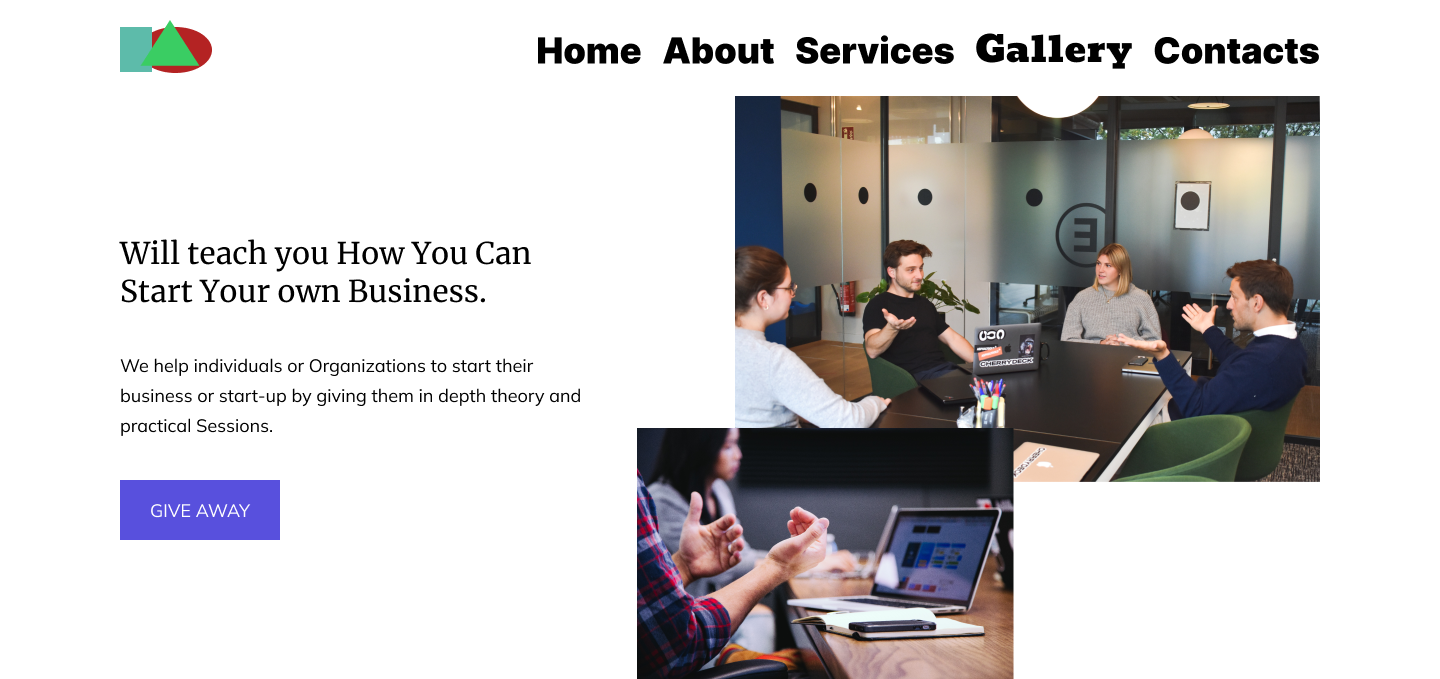 Home About Services Gallery Contacts
Will teach you How You Can
Start Your own Business.
We help individuals or Organizations to start their
business or start-up by giving them in depth theory and
practical Sessions.
GIVE AWAY
CHERRYDECK